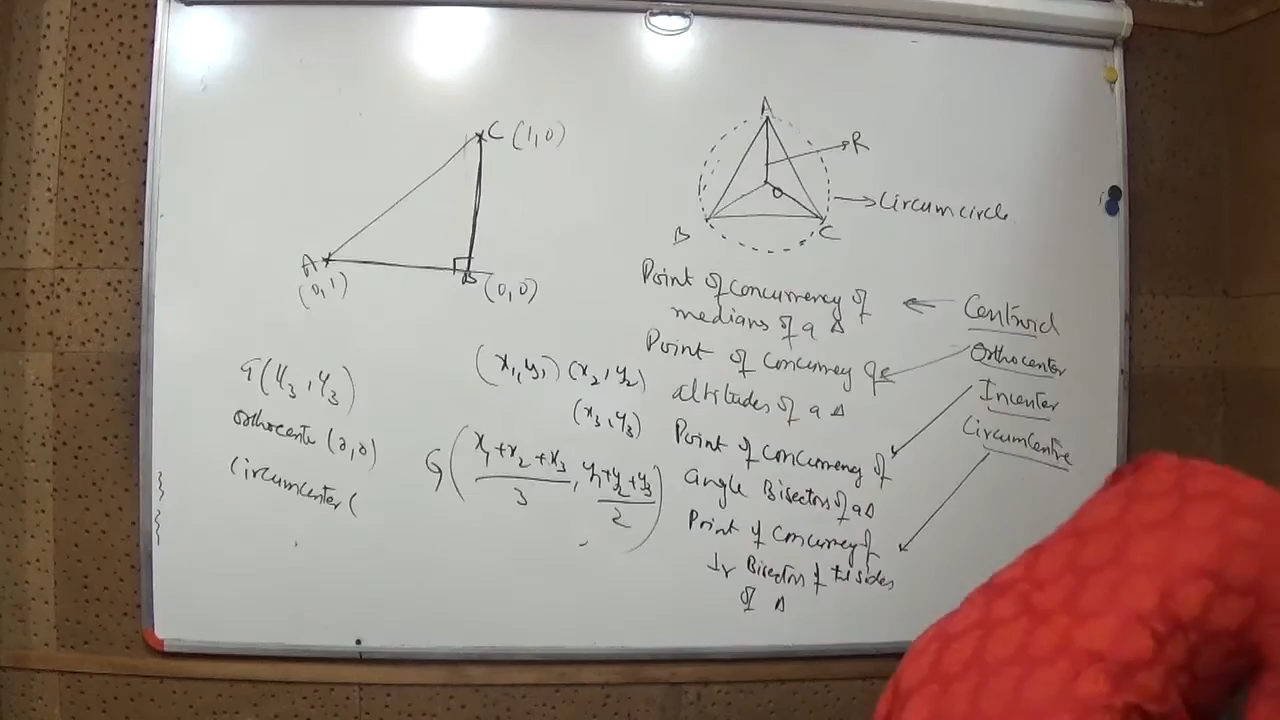 C (1,0)
A
(0,1)
B (0,0)
A
R
O
B
C
Circumcircle
Point of concurrency of
medians of a Δ
Centroid
Point of concurrency of
altitudes of a Δ
Orthocenter
Point of concurrency of
angle Bisectors of a Δ
Incenter
Point of concurrency of
⊥r Bisectors of the sides
of Δ
Circumcentre
G(1/3, 1/3)
orthocente (0,0)
Circumcenter (
(x₁,y₁) (x₂,y₂)
(x₃,y₃)
G((x₁+x₂+x₃)/3, (y₁+y₂+y₃)/2)